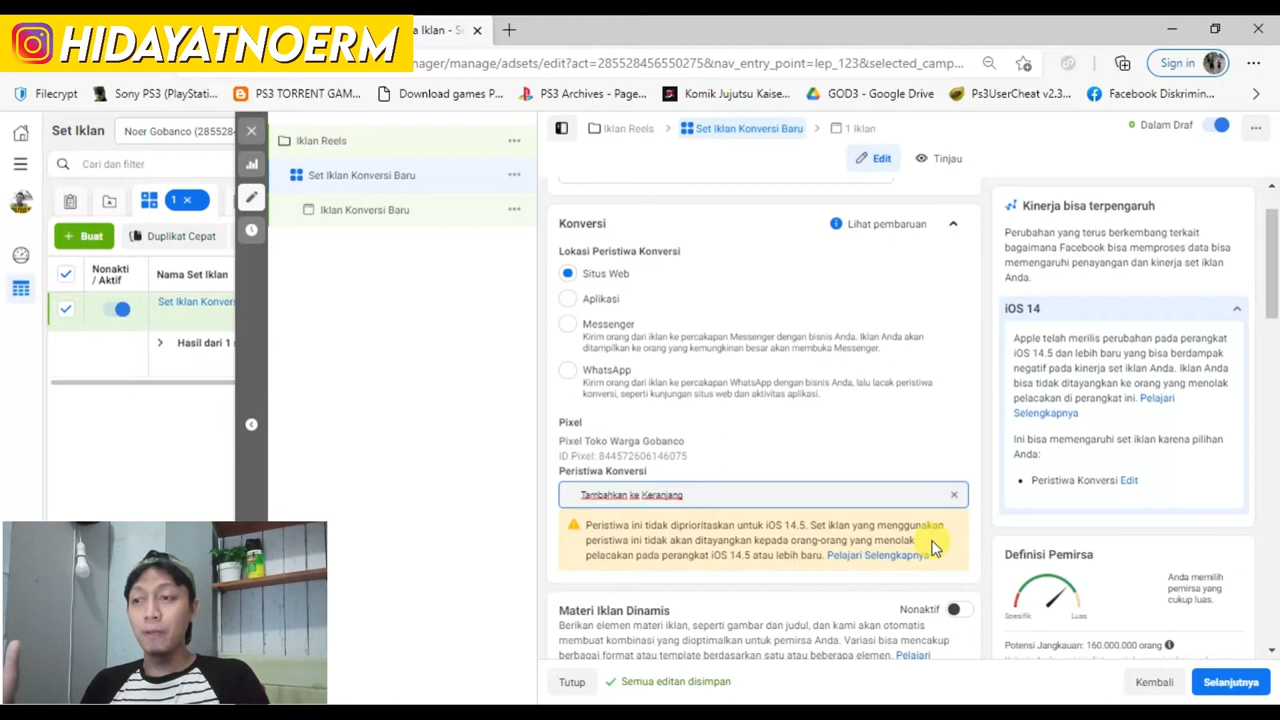 HIDAYATNOERM
a Iklan - S
Sign in
nager/manage/adsets/edit?act=285528456550275&nav_entry_point=lep_123&selected_camp...
Filecrypt
Sony PS3 (PlayStati...
PS3 TORRENT GAM...
Download games P...
PS3 Archives - Page...
Komik Jujutsu Kaise...
GOD3 - Google Drive
Ps3UserCheat v2.3...
Facebook Diskrimin...
Set Iklan
Noer Gobanco (2855284
Cari dan filter
1
Buat
Duplikat Cepat
Nonakti
/ Aktif
Nama Set Iklan
Set Iklan Konvers
Hasil dari 1 s
Iklan Reels
Set Iklan Konversi Baru
Iklan Konversi Baru
Iklan Reels
Set Iklan Konversi Baru
1 Iklan
Dalam Draf
Edit
Tinjau
Konversi
Lihat pembaruan
Lokasi Peristiwa Konversi
Situs Web
Aplikasi
Messenger
Kirim orang dari iklan ke percakapan Messenger dengan bisnis Anda. Iklan Anda akan
ditampilkan ke orang yang kemungkinan besar akan membuka Messenger.
WhatsApp
Kirim orang dari iklan ke percakapan WhatsApp dengan bisnis Anda, lalu lacak peristiwa
konversi, seperti kunjungan situs web dan aktivitas aplikasi.
Pixel
Pixel Toko Warga Gobanco
ID Pixel: 844572606146075
Peristiwa Konversi
Tambahkan ke Keranjang
Peristiwa ini tidak diprioritaskan untuk iOS 14.5. Set iklan yang menggunakan
peristiwa ini tidak akan ditayangkan kepada orang-orang yang menolak
pelacakan pada perangkat iOS 14.5 atau lebih baru. Pelajari Selengkapnya
Materi Iklan Dinamis
Nonaktif
Berikan elemen materi iklan, seperti gambar dan judul, dan kami akan otomatis
membuat kombinasi yang dioptimalkan untuk pemirsa Anda. Variasi bisa mencakup
berbagai format atau template berdasarkan satu atau beberapa elemen. Pelajari
Tutup
Semua editan disimpan
Kembali
Selanjutnya
Kinerja bisa terpengaruh
Perubahan yang terus berkembang terkait
bagaimana Facebook bisa memproses data bisa
memengaruhi penayangan dan kinerja set iklan
Anda.
iOS 14
Apple telah merilis perubahan pada perangkat
iOS 14.5 dan lebih baru yang bisa berdampak
negatif pada kinerja set iklan Anda. Iklan Anda
bisa tidak ditayangkan ke orang yang menolak
pelacakan di perangkat ini. Pelajari
Selengkapnya
Ini bisa memengaruhi set iklan karena pilihan
Anda:
Peristiwa Konversi Edit
Definisi Pemirsa
Spesifik
Luas
Anda memilih
pemirsa yang
cukup luas.
Potensi Jangkauan: 160.000.000 orang